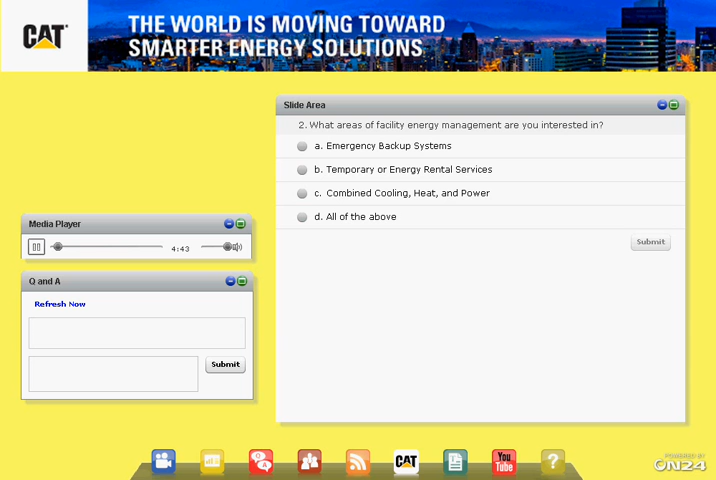 CAT
THE WORLD IS MOVING TOWARD
SMARTER ENERGY SOLUTIONS
Slide Area
2. What areas of facility energy management are you interested in?
a. Emergency Backup Systems
b. Temporary or Energy Rental Services
c. Combined Cooling, Heat, and Power
d. All of the above
Submit
Media Player
4:43
Q and A
Refresh Now
Submit
Q A
CAT
You
Tube
?
POWERED BY
ON24